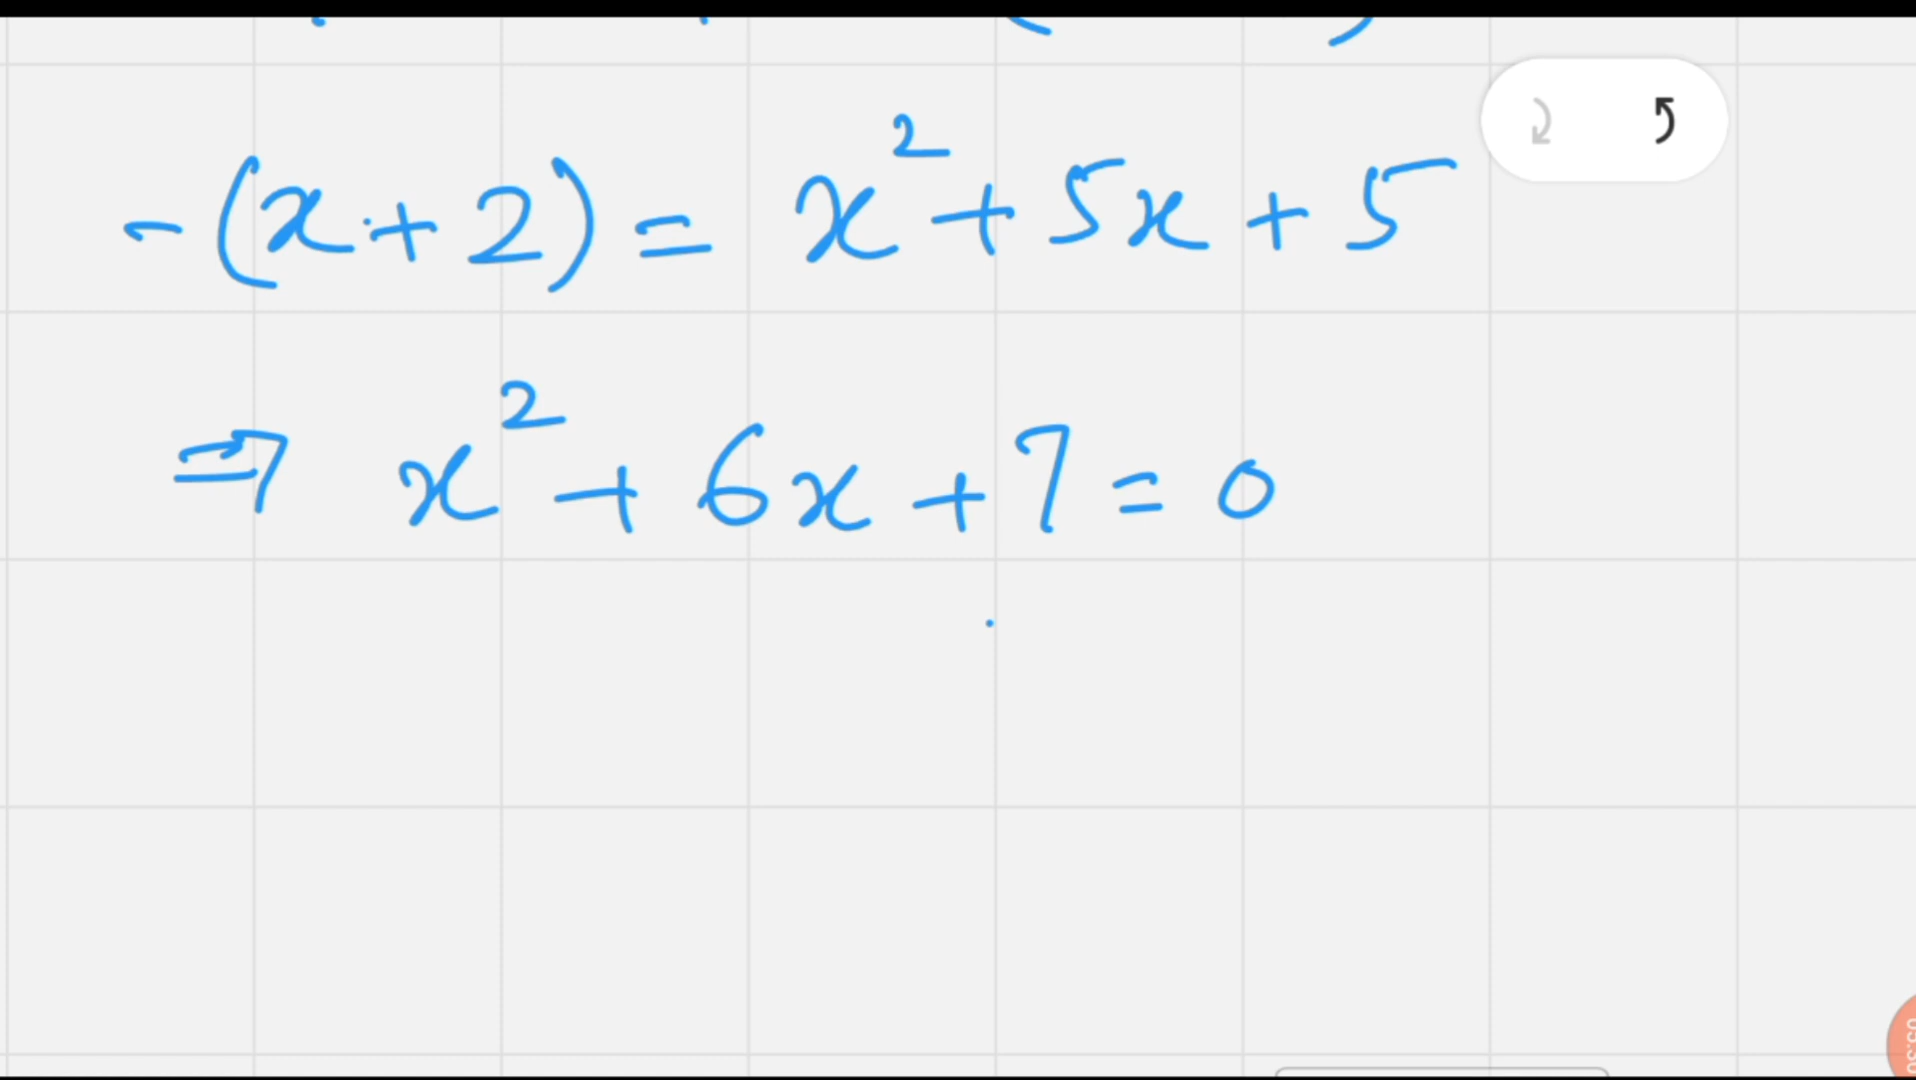 -(x+2) = x²+5x+5
⇒ x²+6x+7=0